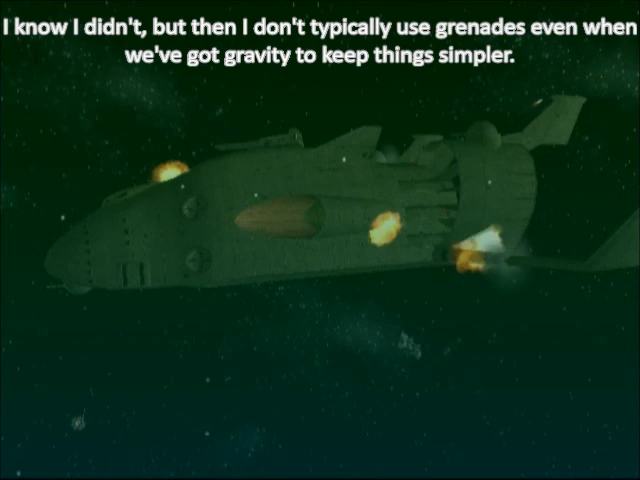 I know I didn't, but then I don't typically use grenades even when
we've got gravity to keep things simpler.